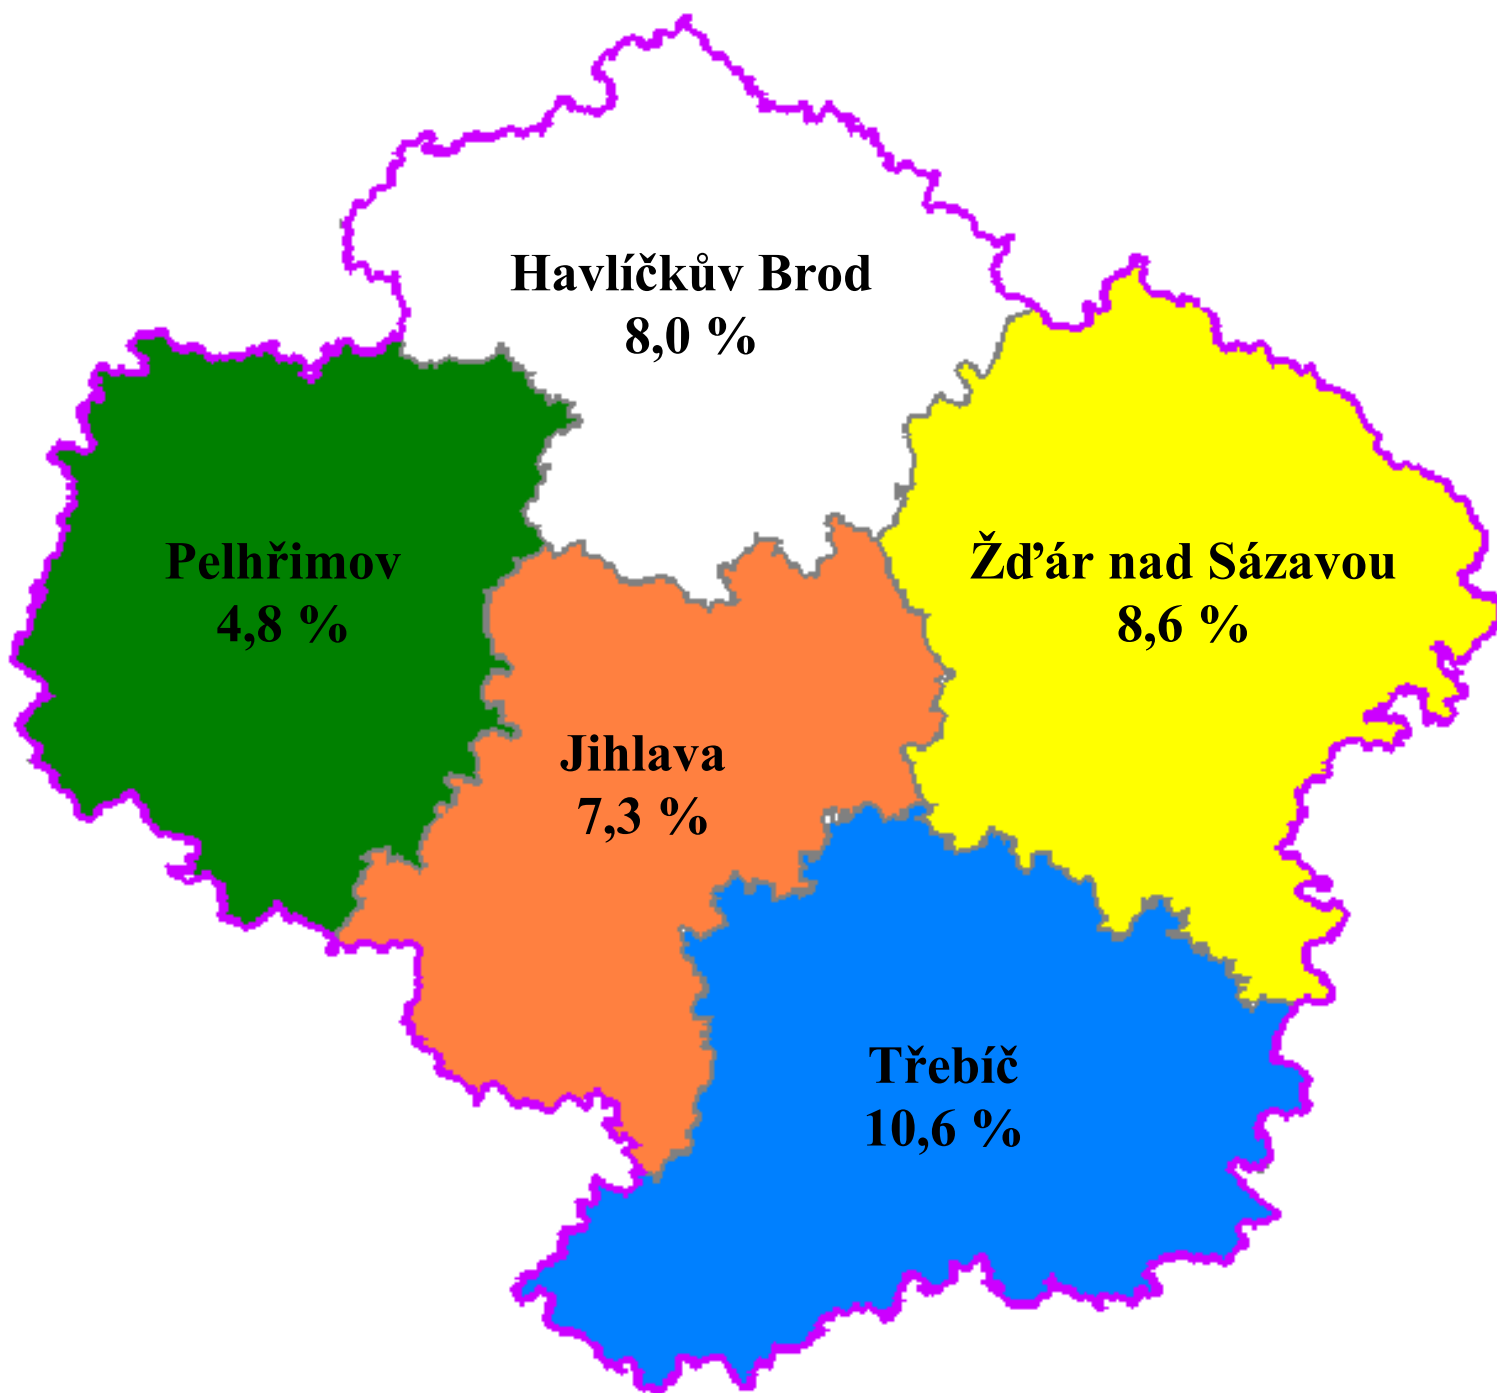 Havlíčkův Brod
8,0 %
Pelhřimov
4,8 %
Žďár nad Sázavou
8,6 %
Jihlava
7,3 %
Třebíč
10,6 %